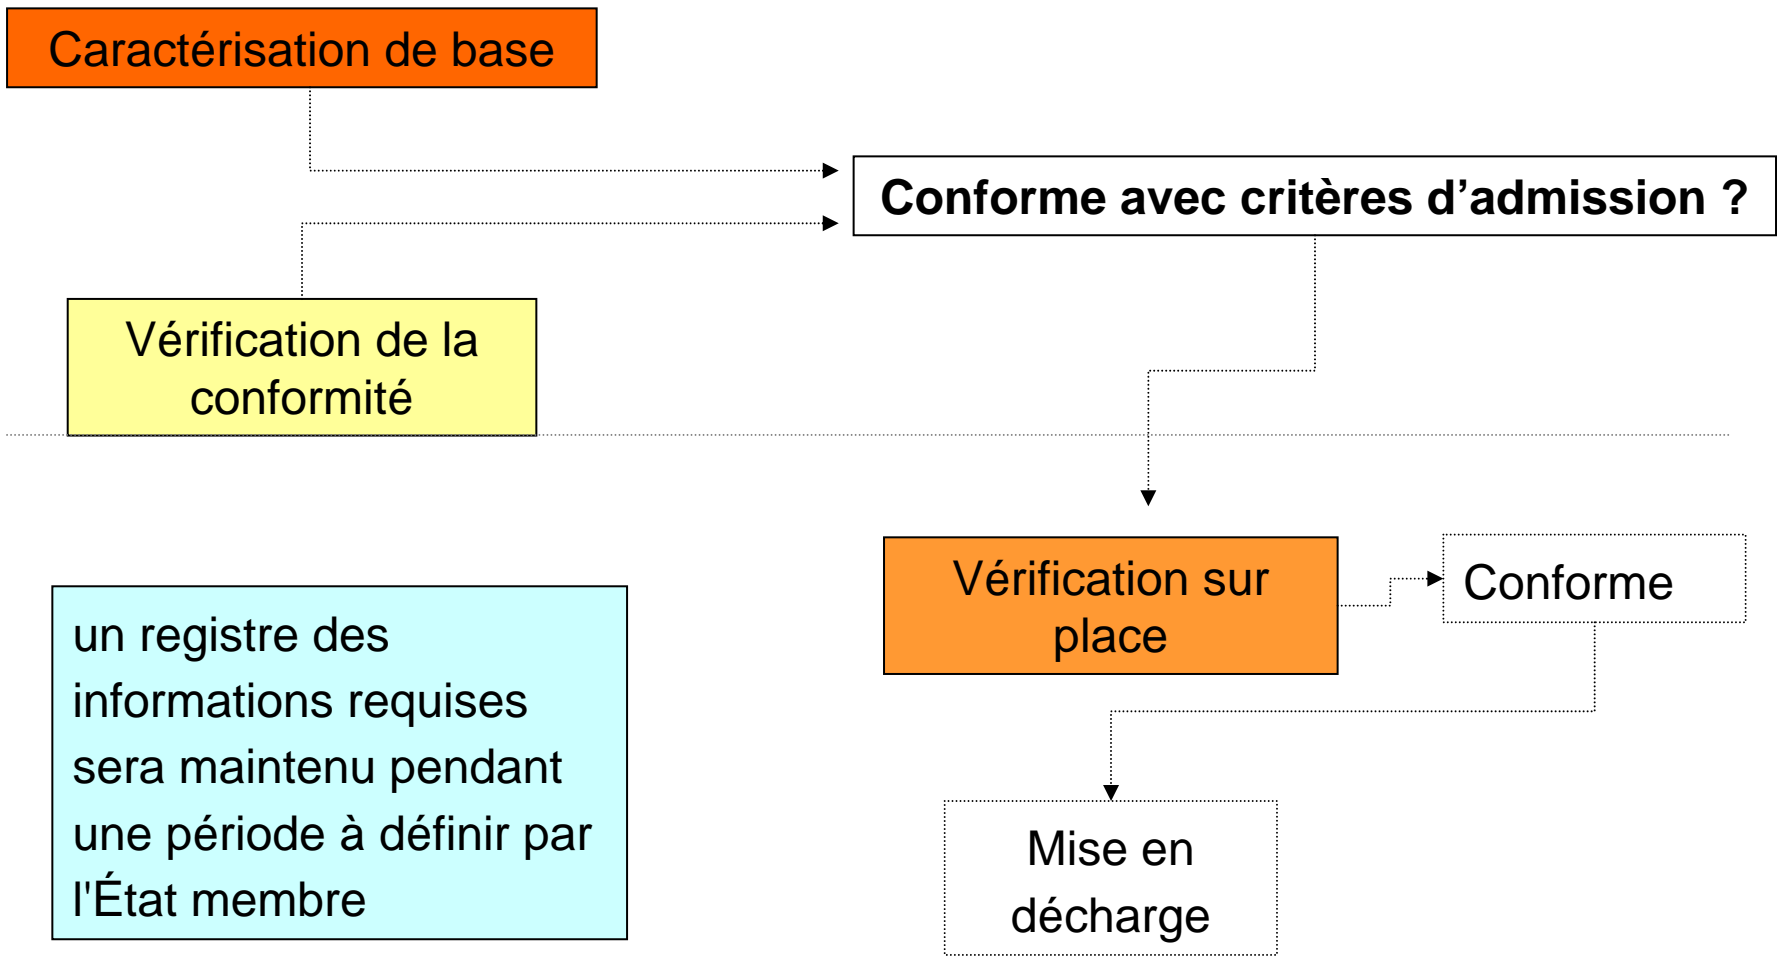 Caractérisation de base
Conforme avec critères d’admission ?
Vérification de la
conformité
Vérification sur
place
Conforme
un registre des
informations requises
sera maintenu pendant
une période à définir par
l'État membre
Mise en
décharge